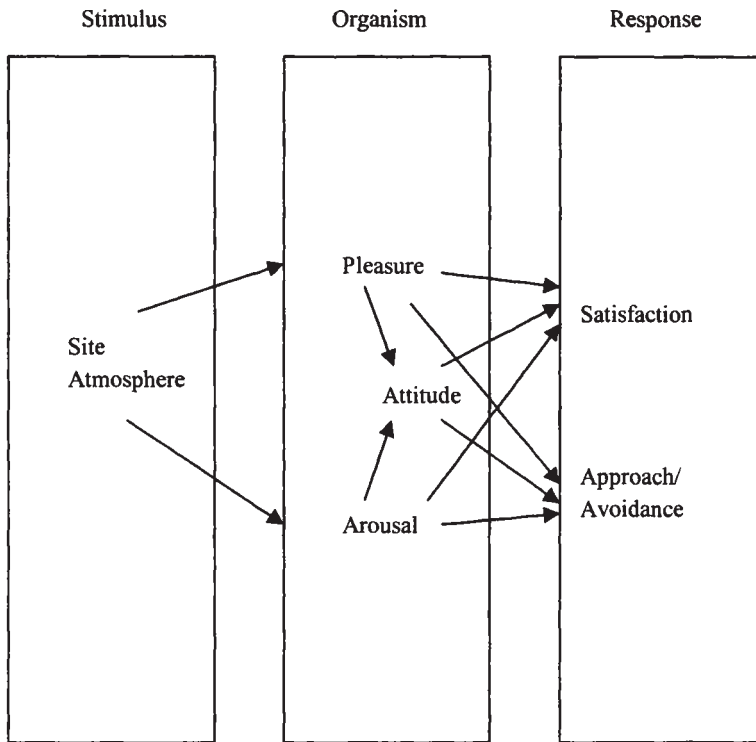 Stimulus
Organism
Response
Pleasure
Satisfaction
Site
Atmosphere
Attitude
Approach/
Avoidance
Arousal